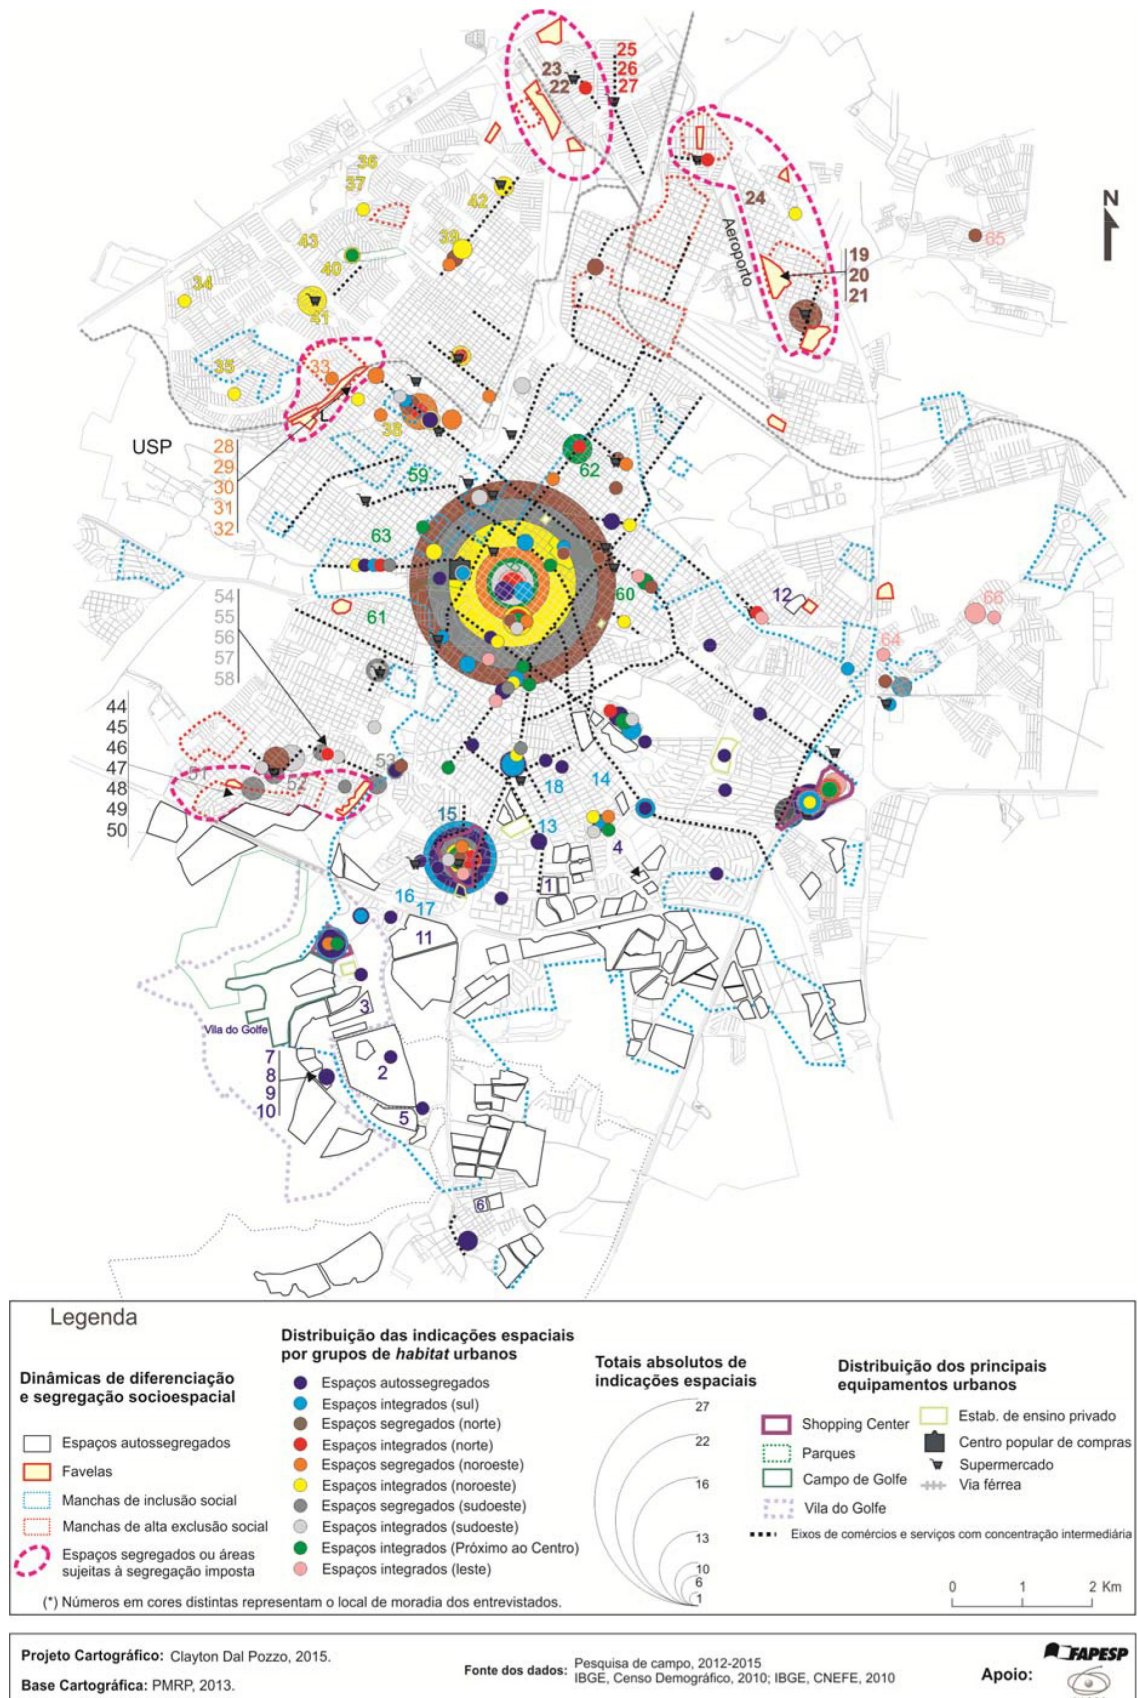 25
23
26
22
27
36
37
42
24
N
Aeroporto
43
39
65
40
19
34
20
41
21
35
33
L
38
USP
28
59
62
29
30
31
32
63
54
61
60
12
66
55
56
64
57
58
44
45
46
53
47
51
52
48
18
14
49
50
15
13
4
1
16
17
11
3
Vila do Golfe
7
8
2
9
10
5
6
Legenda
Dinâmicas de diferenciação
e segregação socioespacial
Espaços autossegregados
Favelas
Manchas de inclusão social
Manchas de alta exclusão social
Espaços segregados ou áreas
sujeitas à segregação imposta
Distribuição das indicações espaciais
por grupos de habitat urbanos
Espaços autossegregados
Espaços integrados (sul)
Espaços segregados (norte)
Espaços integrados (norte)
Espaços segregados (noroeste)
Espaços integrados (noroeste)
Espaços segregados (sudoeste)
Espaços integrados (sudoeste)
Espaços integrados (Próximo ao Centro)
Espaços integrados (leste)
Totais absolutos de
indicações espaciais
27
22
16
13
10
6
1
Distribuição dos principais
equipamentos urbanos
Shopping Center
Parques
Campo de Golfe
Vila do Golfe
Estab. de ensino privado
Centro popular de compras
Supermercado
Via férrea
Eixos de comércios e serviços com concentração intermediária
0 1 2 Km
(*) Números em cores distintas representam o local de moradia dos entrevistados.
Projeto Cartográfico: Clayton Dal Pozzo, 2015.
Base Cartográfica: PMRP, 2013.
Fonte dos dados: Pesquisa de campo, 2012-2015
IBGE, Censo Demográfico, 2010; IBGE, CNEFE, 2010
Apoio:
FAPESP